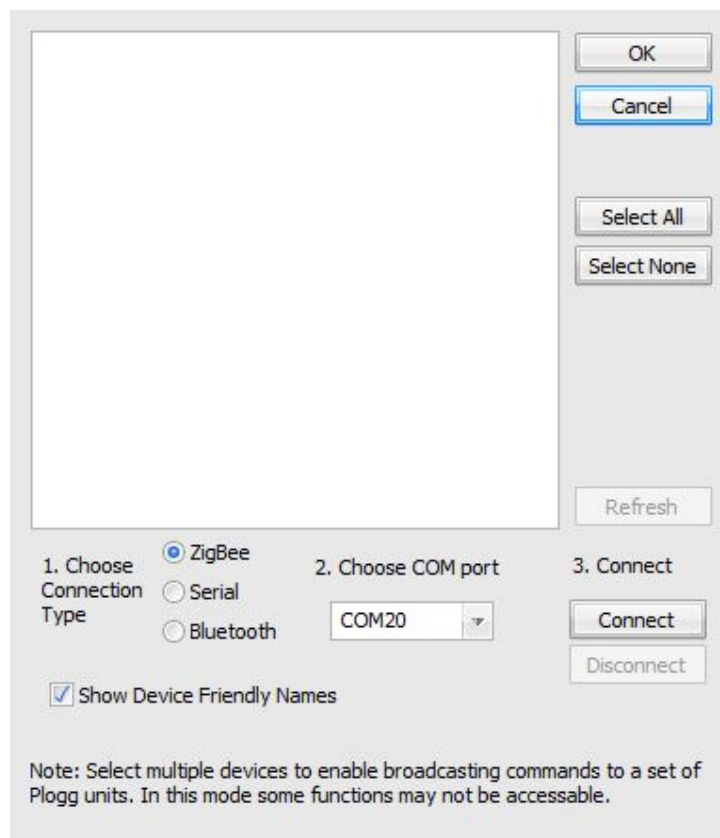 OK
Cancel
Select All
Select None
Refresh
1. Choose
Connection
Type
ZigBee
Serial
Bluetooth
2. Choose COM port
COM20
3. Connect
Connect
Disconnect
Show Device Friendly Names
Note: Select multiple devices to enable broadcasting commands to a set of
Plogg units. In this mode some functions may not be accessable.